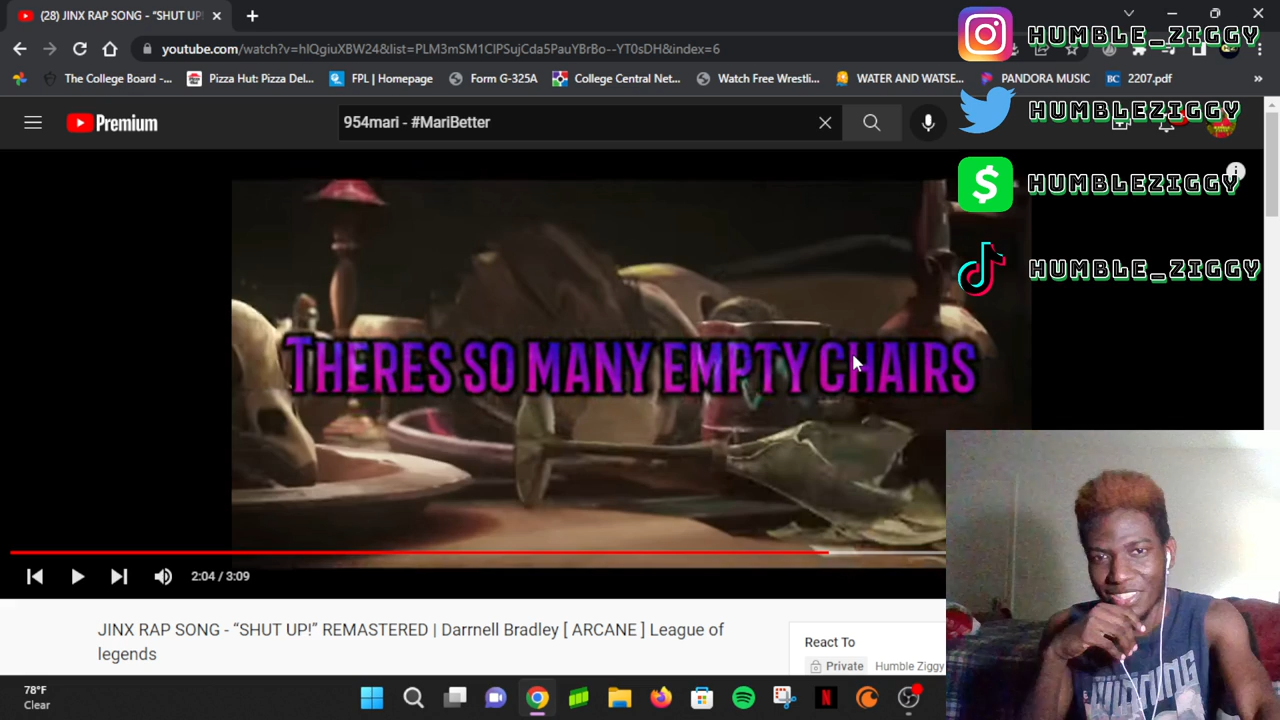 (28) JINX RAP SONG - “SHUT UP!
youtube.com/watch?v=hIQgiuXBW24&list=PLM3mSM1CIPSujCda5PauYBrBo--YT0sDH&index=6
HUMBLE_ZIGGY
The College Board -...
Pizza Hut: Pizza Del...
FPL | Homepage
Form G-325A
College Central Net...
Watch Free Wrestli...
WATER AND WATSE...
PANDORA MUSIC
BC
2207.pdf
»
HUMBLEZIGGY
Premium
954mari - #MariBetter
HUMBLEZIGGY
HUMBLE_ZIGGY
THERES SO MANY EMPTY CHAIRS
2:04 / 3:09
JINX RAP SONG - “SHUT UP!” REMASTERED | Darrnell Bradley [ ARCANE ] League of
legends
React To
Private
Humble Ziggy
78°F
Clear